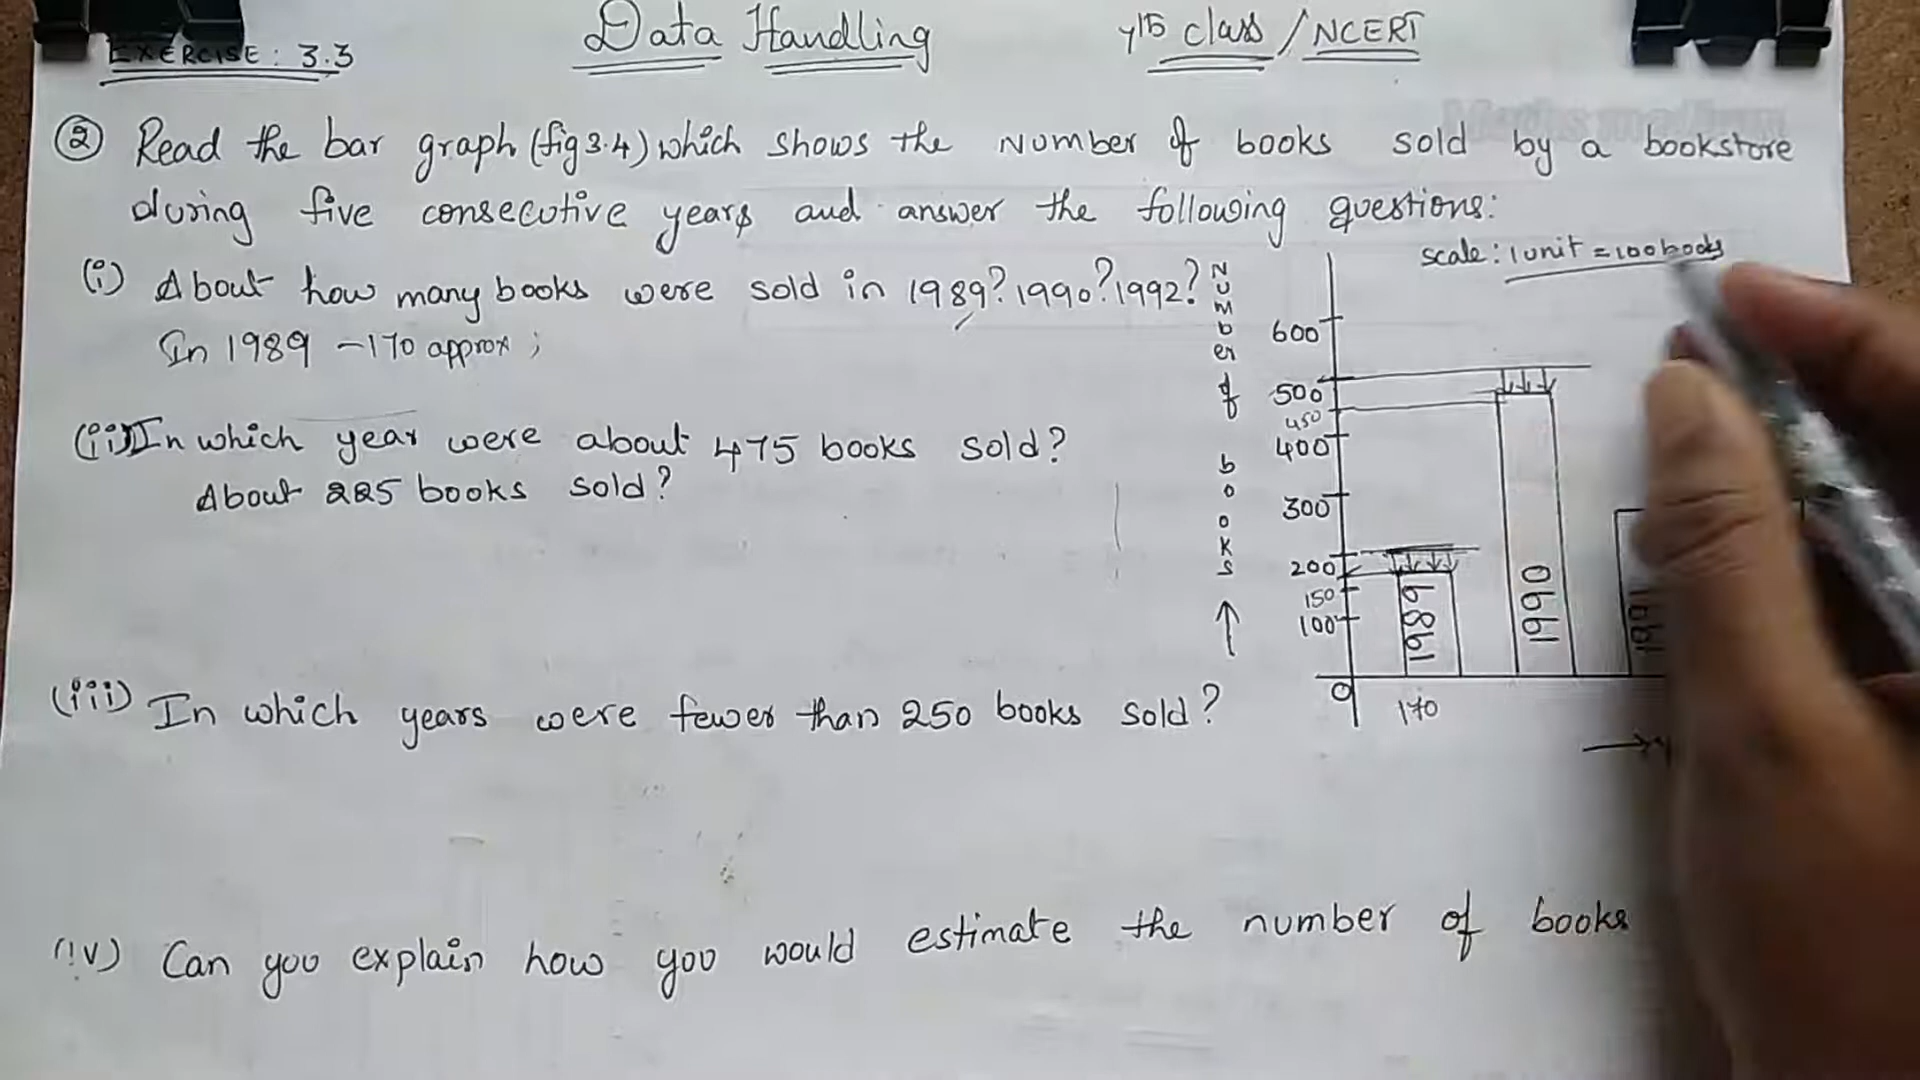 EXERCISE: 3.3
Data Handling
7th class / NCERT
② Read the bar graph (fig 3.4) which shows the Number of books sold by a bookstore
during five consecutive years and answer the following questions:
(i) About how many books were sold in 1989? 1990? 1992?
In 1989 - 170 approx ;
(ii) In which year were about 475 books sold?
About 225 books sold?
(iii) In which years were fewer than 250 books sold?
(iv) Can you explain how you would estimate the number of books
scale: 1 unit = 100 books
Number of books
600
500
450
400
300
200
150
100
0
1989
1990
1991
170